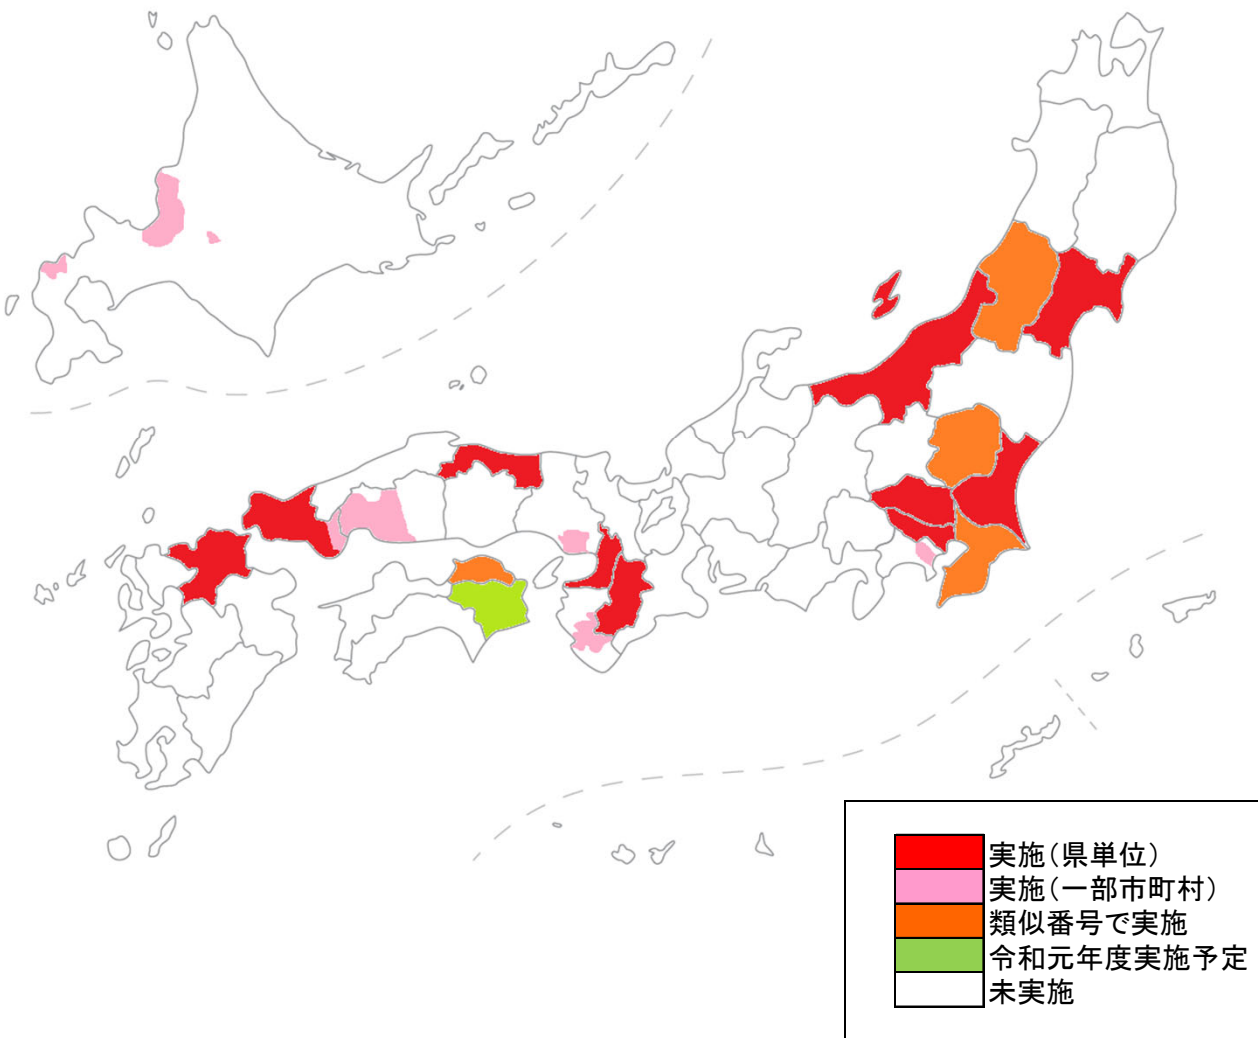 実施（県単位）
実施（一部市町村）
類似番号で実施
令和元年度実施予定
未実施